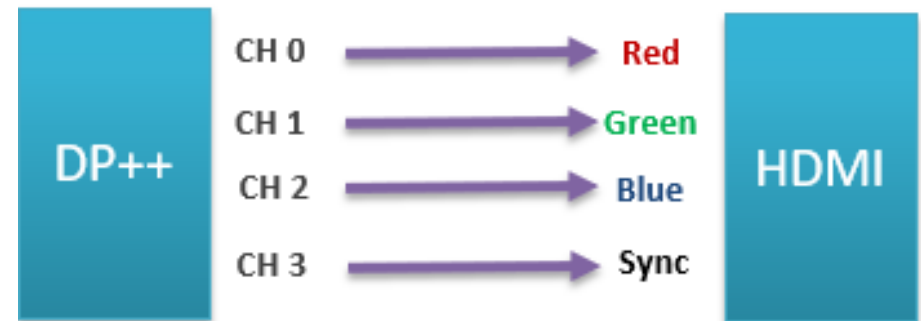 DP++
CH 0 Red
CH 1 Green
CH 2 Blue
CH 3 Sync
HDMI